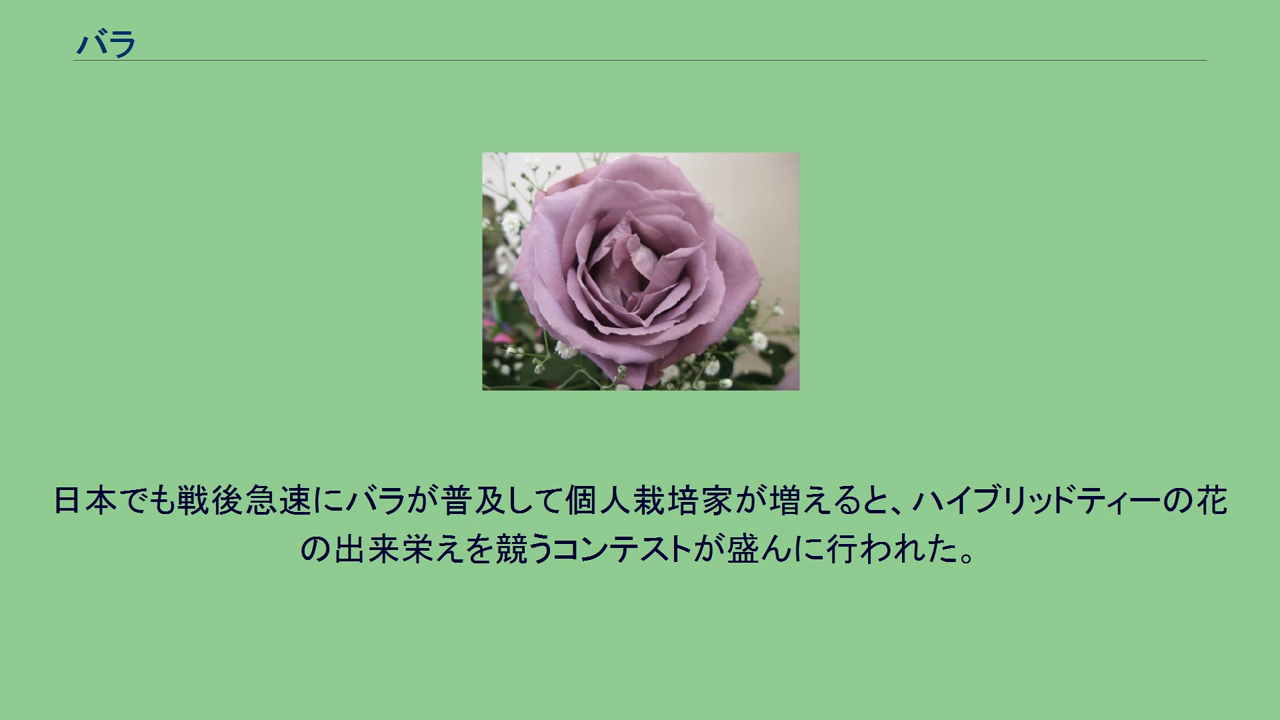 バラ
日本でも戦後急速にバラが普及して個人栽培家が増えると、ハイブリッドティーの花
の出来栄えを競うコンテストが盛んに行われた。